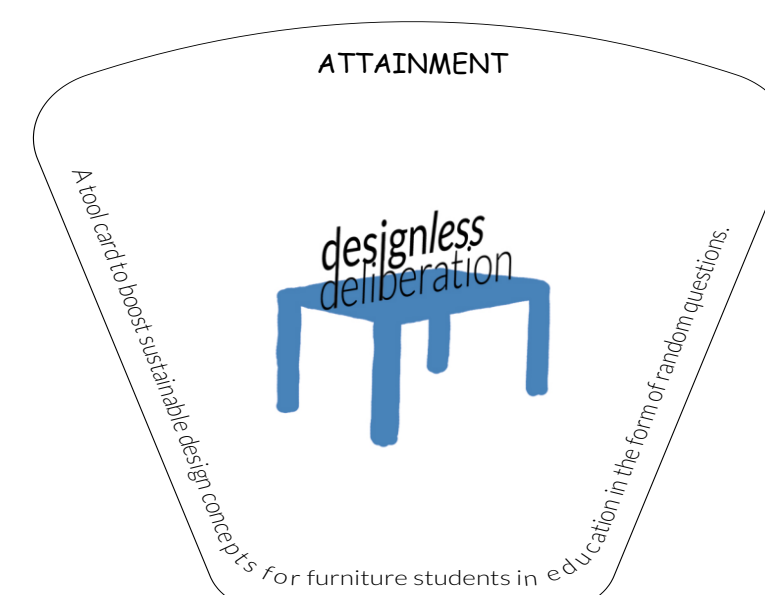 ATTAINMENT
designless
deliberation
A tool card to boost sustainable design concepts for furniture students in education in the form of random questions.